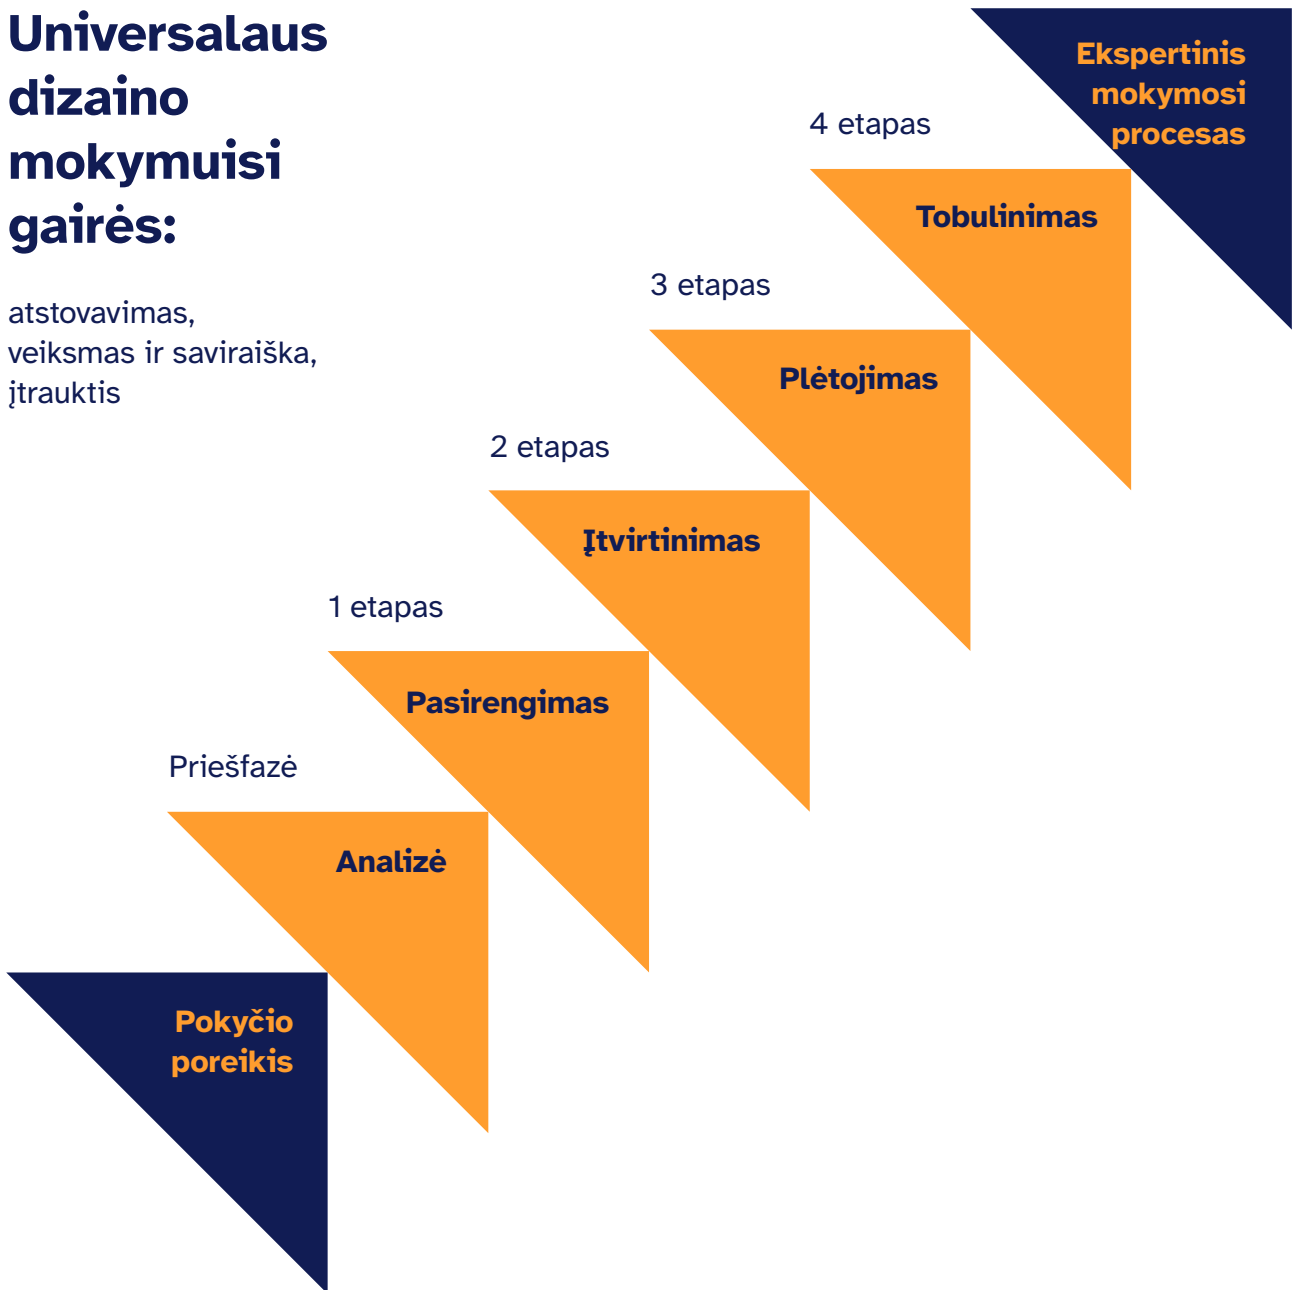 Universalaus
dizaino
mokymuisi
gairės:
atstovavimas,
veiksmas ir saviraiška,
įtrauktis
Ekspertinis
mokymosi
procesas
4 etapas
Tobulinimas
3 etapas
Plėtojimas
2 etapas
Įtvirtinimas
1 etapas
Pasirengimas
Priešfazė
Analizė
Pokyčio
poreikis